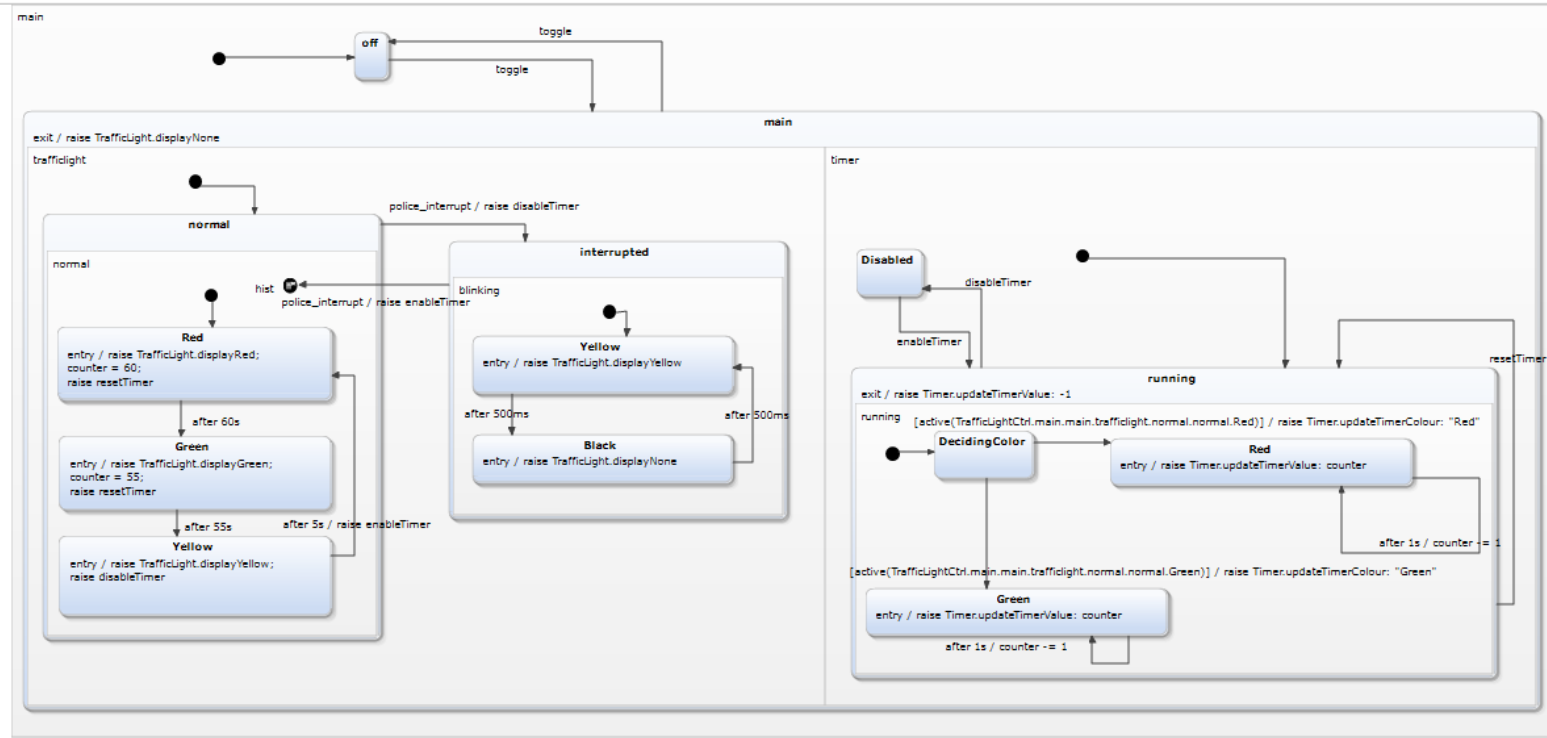 main
toggle
off
toggle
main
exit / raise TrafficLight.displayNone
trafficlight
police_interrupt / raise disableTimer
normal
normal
hist
police_interrupt / raise enableTimer
Red
entry / raise TrafficLight.displayRed;
counter = 60;
raise resetTimer
after 60s
Green
entry / raise TrafficLight.displayGreen;
counter = 55;
raise resetTimer
after 55s
after 5s / raise enableTimer
Yellow
entry / raise TrafficLight.displayYellow;
raise disableTimer
interrupted
blinking
Yellow
entry / raise TrafficLight.displayYellow
after 500ms
after 500ms
Black
entry / raise TrafficLight.displayNone
timer
Disabled
disableTimer
enableTimer
resetTimer
running
exit / raise Timer.updateTimerValue: -1
running
[active(TrafficLightCtrl.main.main.trafficlight.normal.normal.Red)] / raise Timer.updateTimerColour: "Red"
DecidingColor
Red
entry / raise Timer.updateTimerValue: counter
after 1s / counter -= 1
[active(TrafficLightCtrl.main.main.trafficlight.normal.normal.Green)] / raise Timer.updateTimerColour: "Green"
Green
entry / raise Timer.updateTimerValue: counter
after 1s / counter -= 1